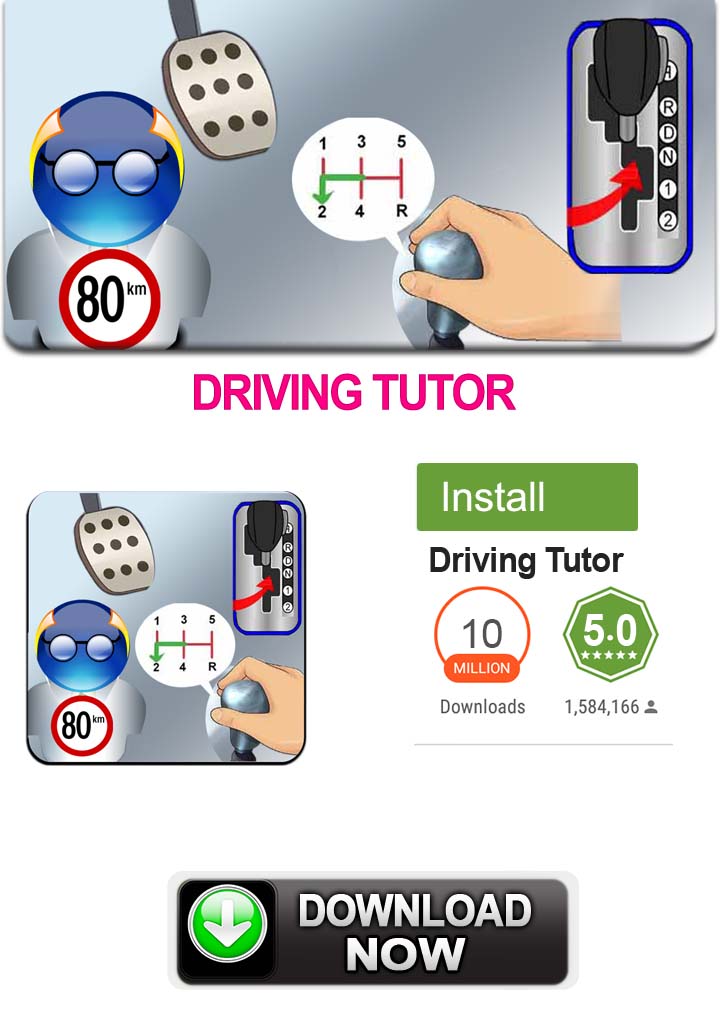 1 3 5
2 4 R
80 km
R
D
N
1
2
DRIVING TUTOR
Install
Driving Tutor
10
MILLION
Downloads
5.0
1,584,166
1 3 5
2 4 R
80 km
R
D
N
1
2
DOWNLOAD
NOW